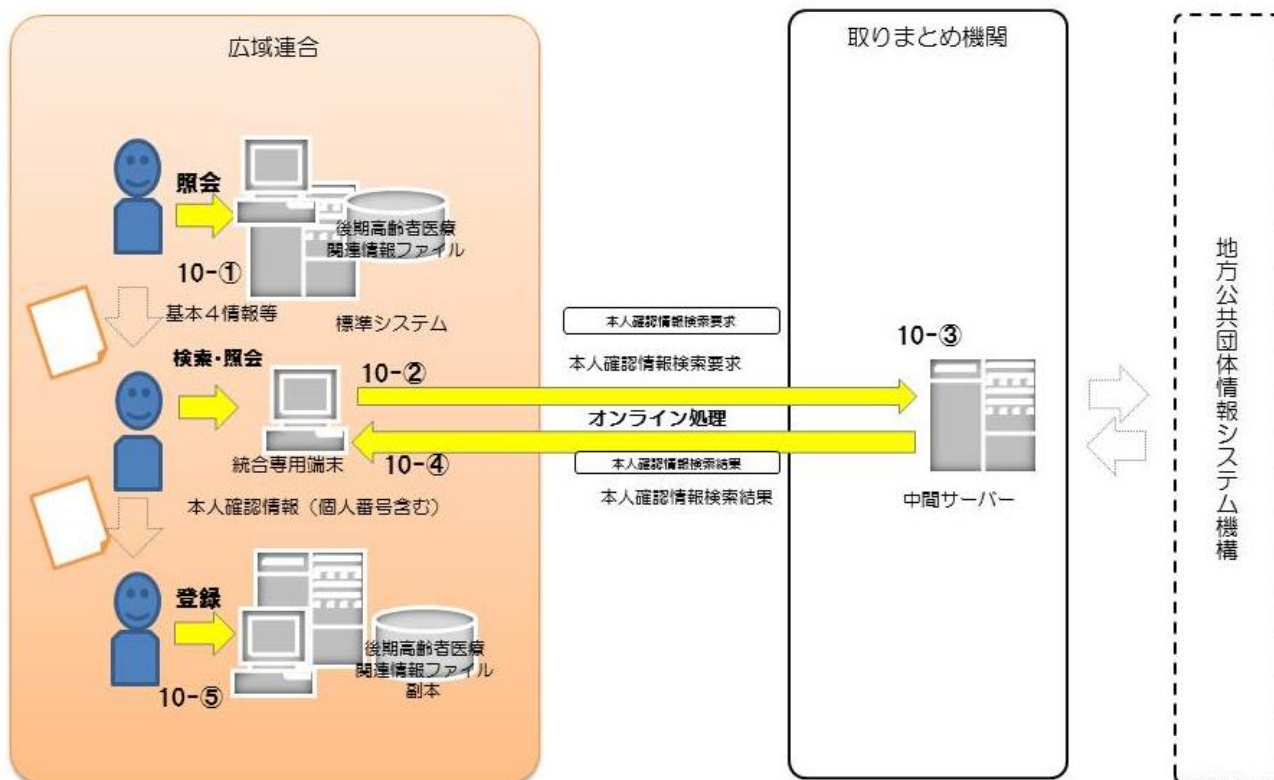 広域連合
取りまとめ機関
照会
後期高齢者医療
関連情報ファイル
10-①
基本4情報等
標準システム
検索・照会
10-②
本人確認情報検索要求
本人確認情報検索要求
10-③
オンライン処理
統合専用端末
10-④
本人確認情報検索結果
本人確認情報検索結果
中間サーバー
本人確認情報（個人番号含む）
登録
後期高齢者医療
関連情報ファイル
副本
10-⑤
地方公共団体情報システム機構